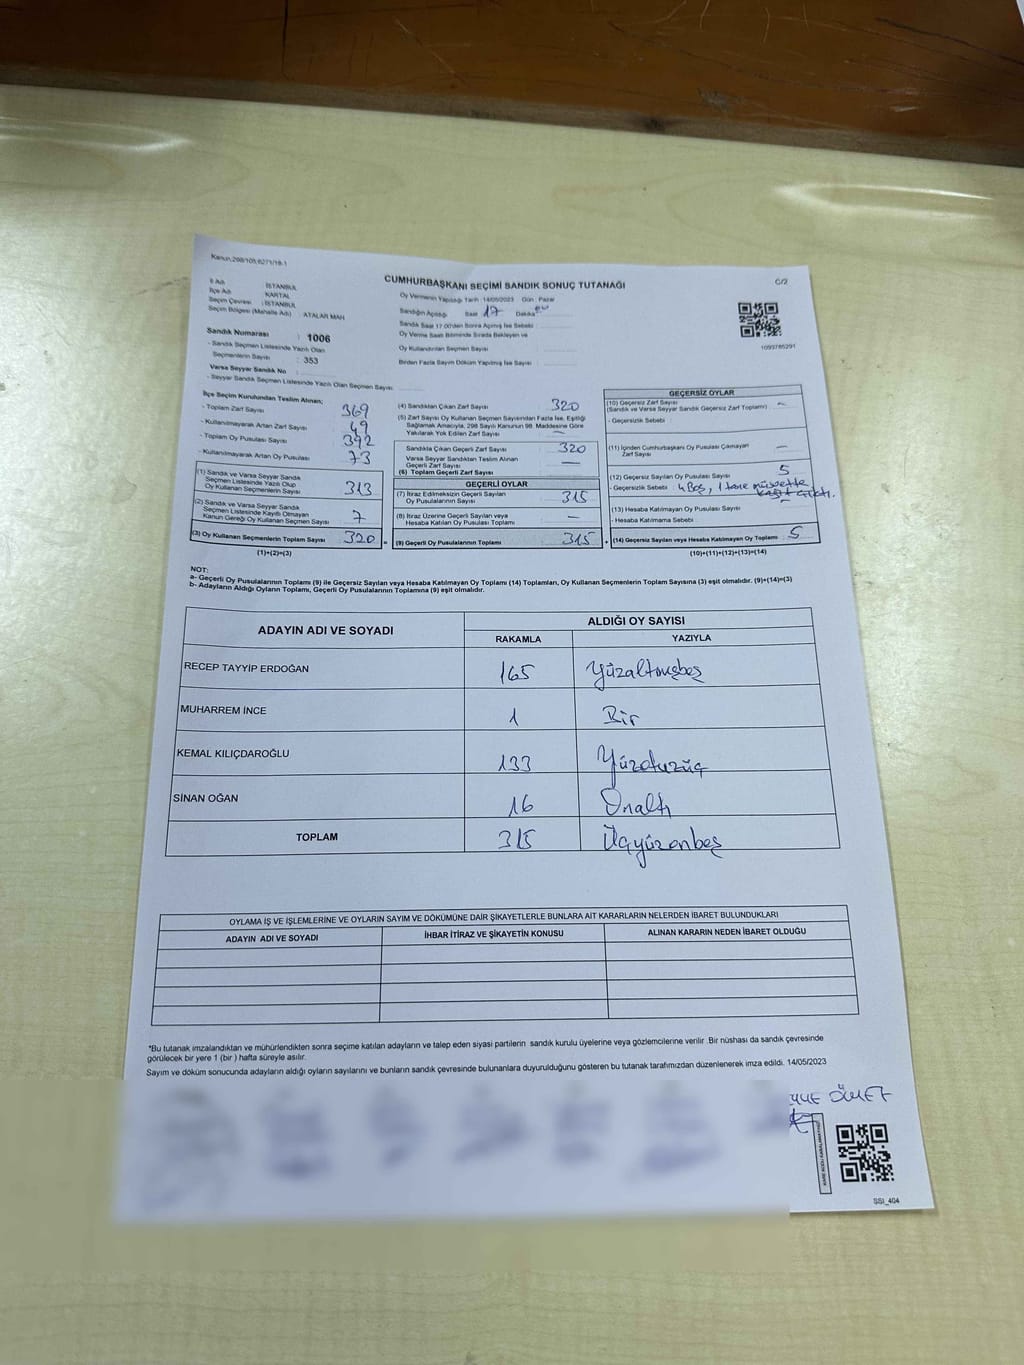 Kanun:298/105,6271/19-1
CUMHURBAŞKANI SEÇİMİ SANDIK SONUÇ TUTANAĞI
C/2
İl Adı : İSTANBUL
İlçe Adı : KARTAL
Seçim Çevresi : İSTANBUL
Seçim Bölgesi (Mahalle Adı) : ATALAR MAH
Sandık Numarası : 1006
- Sandık Seçmen Listesinde Yazılı Olan
Seçmenlerin Sayısı : 353
Varsa Seyyar Sandık No :
- Seyyar Sandık Seçmen Listesinde Yazılı Olan Seçmen Sayısı
Oy Vermenin Yapıldığı Tarih : 14/05/2023 Gün : Pazar
Sandığın Açıldığı Saat 17 Dakika
Sandık Saat 17.00'den Sonra Açılmış İse Sebebi
Oy Verme Saati Bitiminde Sırada Bekleyen ve
Oy Kullandırılan Seçmen Sayısı
Birden Fazla Sayım Döküm Yapılmış İse Sayısı
1093785291
İlçe Seçim Kurulundan Teslim Alınan;
- Toplam Zarf Sayısı 369
- Kullanılmayarak Artan Zarf Sayısı 49
- Toplam Oy Pusulası Sayısı 392
- Kullanılmayarak Artan Oy Pusulası 73
(1) Sandık ve Varsa Seyyar Sandık
Seçmen Listesinde Yazılı Olup
Oy Kullanan Seçmenlerin Sayısı 313
(2) Sandık ve Varsa Seyyar Sandık
Seçmen Listesinde Kayıtlı Olmayan
Kanun Gereği Oy Kullanan Seçmen Sayısı 7
(3) Oy Kullanan Seçmenlerin Toplam Sayısı 320
(1)+(2)=(3)
(4) Sandıktan Çıkan Zarf Sayısı 320
(5) Zarf Sayısı Oy Kullanan Seçmen Sayısından Fazla İse, Eşitliği
Sağlamak Amacıyla, 298 Sayılı Kanunun 98. Maddesine Göre
Yakılarak Yok Edilen Zarf Sayısı —
Sandıkta Çıkan Geçerli Zarf Sayısı 320
Varsa Seyyar Sandıktan Teslim Alınan
Geçerli Zarf Sayısı —
(6) Toplam Geçerli Zarf Sayısı
GEÇERLİ OYLAR
(7) İtiraz Edilmeksizin Geçerli Sayılan
Oy Pusulalarının Sayısı 315
(8) İtiraz Üzerine Geçerli Sayılan veya
Hesaba Katılan Oy Pusulası Toplamı —
(9) Geçerli Oy Pusulalarının Toplamı 315
GEÇERSİZ OYLAR
(10) Geçersiz Zarf Sayısı
(Sandık ve Varsa Seyyar Sandık Geçersiz Zarf Toplamı) —
- Geçersizlik Sebebi
(11) İçinden Cumhurbaşkanı Oy Pusulası Çıkmayan
Zarf Sayısı —
(12) Geçersiz Sayılan Oy Pusulası Sayısı 5
- Geçersizlik Sebebi 4 Boş, 1 tane
kağıt çıktı.
(13) Hesaba Katılmayan Oy Pusulası Sayısı —
- Hesaba Katılmama Sebebi
(14) Geçersiz Sayılan veya Hesaba Katılmayan Oy Toplamı 5
(10)+(11)+(12)+(13)=(14)
NOT:
a- Geçerli Oy Pusulalarının Toplamı (9) ile Geçersiz Sayılan veya Hesaba Katılmayan Oy Toplamı (14) Toplamları, Oy Kullanan Seçmenlerin Toplam Sayısına (3) eşit olmalıdır. (9)+(14)=(3)
b- Adayların Aldığı Oyların Toplamı, Geçerli Oy Pusulalarının Toplamına (9) eşit olmalıdır.
ADAYIN ADI VE SOYADI
ALDIĞI OY SAYISI
RAKAMLA YAZIYLA
RECEP TAYYİP ERDOĞAN 165 Yüzaltmışbeş
MUHARREM İNCE 1 Bir
KEMAL KILIÇDAROĞLU 133 Yüzotuzüç
SİNAN OĞAN 16 Onaltı
TOPLAM 315 Üçyüzonbeş
OYLAMA İŞ VE İŞLEMLERİNE VE OYLARIN SAYIM VE DÖKÜMÜNE DAİR ŞİKAYETLERLE BUNLARA AİT KARARLARIN NELERDEN İBARET BULUNDUKLARI
ADAYIN ADI VE SOYADI İHBAR İTİRAZ VE ŞİKAYETİN KONUSU ALINAN KARARIN NEDEN İBARET OLDUĞU
*Bu tutanak imzalandıktan ve mühürlendikten sonra seçime katılan adayların ve talep eden siyasi partilerin sandık kurulu üyelerine veya gözlemcilerine verilir .Bir nüshası da sandık çevresinde
görülecek bir yere 1 (bir ) hafta süreyle asılır.
Sayım ve döküm sonucunda adayların aldığı oyların sayılarını ve bunların sandık çevresinde bulunanlara duyurulduğunu gösteren bu tutanak tarafımızdan düzenlenerek imza edildi. 14/05/2023
SSI_404